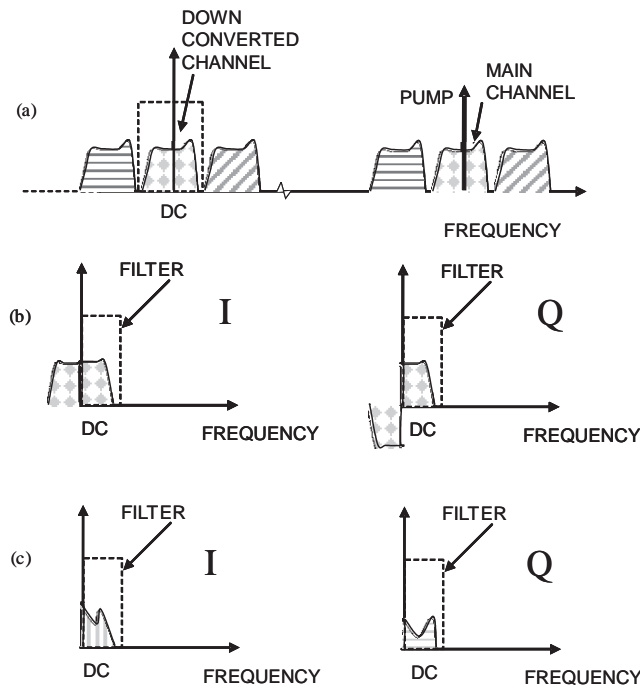 DOWN
CONVERTED
CHANNEL
MAIN
CHANNEL
PUMP
(a)
DC
FREQUENCY
FILTER
FILTER
(b)
I
Q
DC
FREQUENCY
DC
FREQUENCY
FILTER
FILTER
(c)
I
Q
DC
FREQUENCY
DC
FREQUENCY